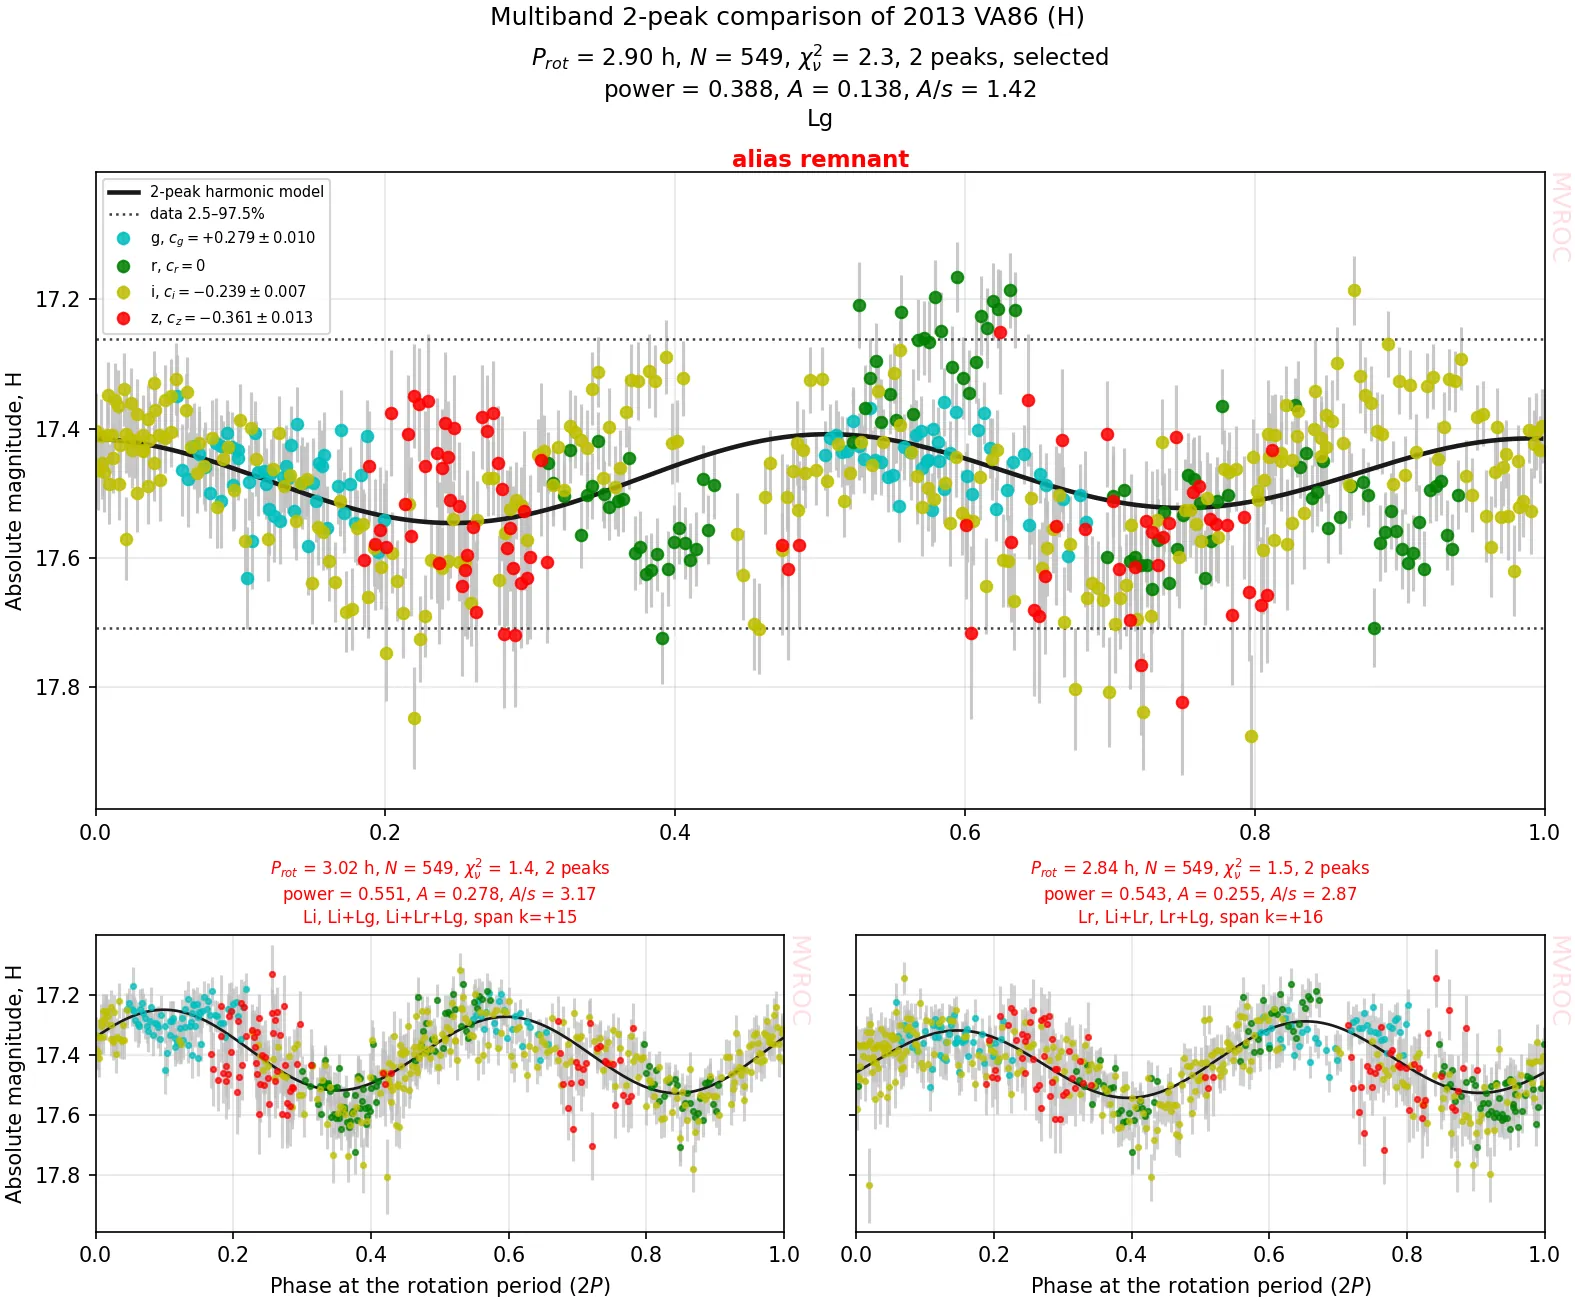 Multiband 2-peak comparison of 2013 VA86 (H)
P_rot = 2.90 h, N = 549, χ²_ν = 2.3, 2 peaks, selected
power = 0.388, A = 0.138, A/s = 1.42
Lg
alias remnant
2-peak harmonic model
data 2.5–97.5%
g, c_g = +0.279 ± 0.010
r, c_r = 0
i, c_i = −0.239 ± 0.007
z, c_z = −0.361 ± 0.013
MVROC
Absolute magnitude, H
17.2
17.4
17.6
17.8
0.0 0.2 0.4 0.6 0.8 1.0
P_rot = 3.02 h, N = 549, χ²_ν = 1.4, 2 peaks
power = 0.551, A = 0.278, A/s = 3.17
Li, Li+Lg, Li+Lr+Lg, span k=+15
MVROC
Absolute magnitude, H
17.2
17.4
17.6
17.8
0.0 0.2 0.4 0.6 0.8 1.0
Phase at the rotation period (2P)
P_rot = 2.84 h, N = 549, χ²_ν = 1.5, 2 peaks
power = 0.543, A = 0.255, A/s = 2.87
Lr, Li+Lr, Lr+Lg, span k=+16
MVROC
0.0 0.2 0.4 0.6 0.8 1.0
Phase at the rotation period (2P)